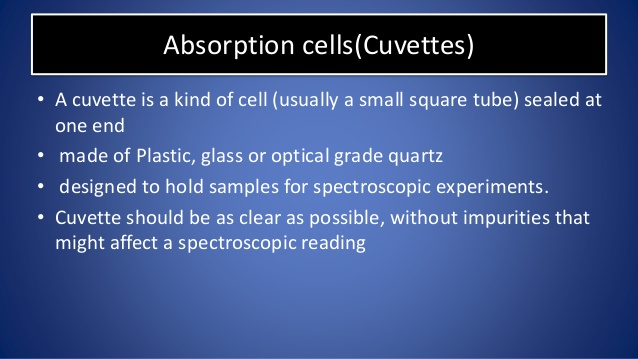 Absorption cells(Cuvettes)
• A cuvette is a kind of cell (usually a small square tube) sealed at
one end
• made of Plastic, glass or optical grade quartz
• designed to hold samples for spectroscopic experiments.
• Cuvette should be as clear as possible, without impurities that
might affect a spectroscopic reading